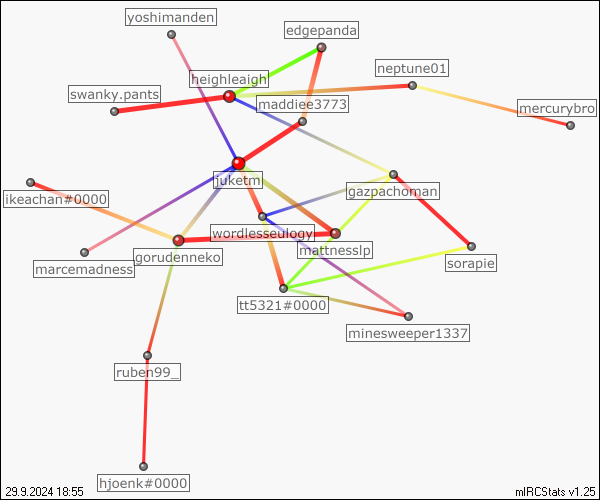 yoshimanden
edgepanda
heighleaigh
neptune01
swanky.pants
maddiee3773
mercurybro
juketm
gazpachoman
ikeachan#0000
wordlesseulogy
mattnesslp
gorudenneko
marcemadness
sorapie
tt5321#0000
minesweeper1337
ruben99_
hjoenk#0000
29.9.2024 18:55
mIRCStats v1.25